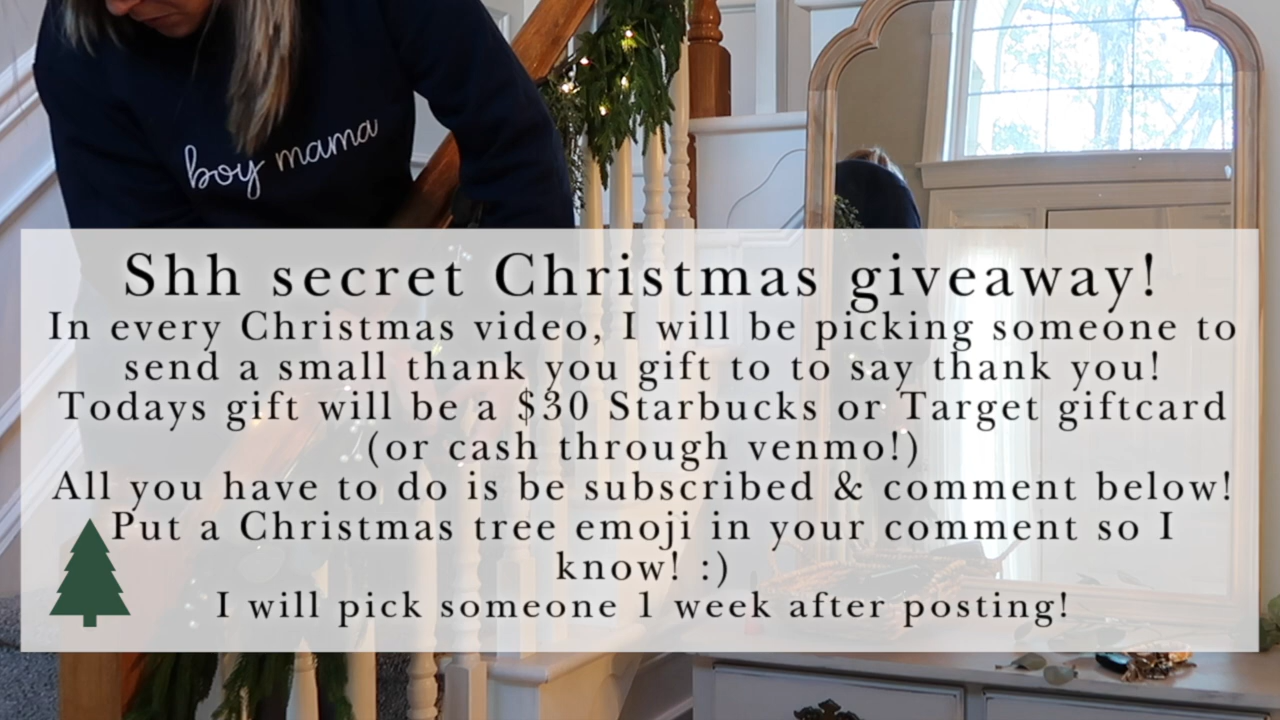 boy mama
Shh secret Christmas giveaway!
In every Christmas video, I will be picking someone to
send a small thank you gift to to say thank you!
Todays gift will be a $30 Starbucks or Target giftcard
(or cash through venmo!)
All you have to do is be subscribed & comment below!
Put a Christmas tree emoji in your comment so I
know! :)
I will pick someone 1 week after posting!